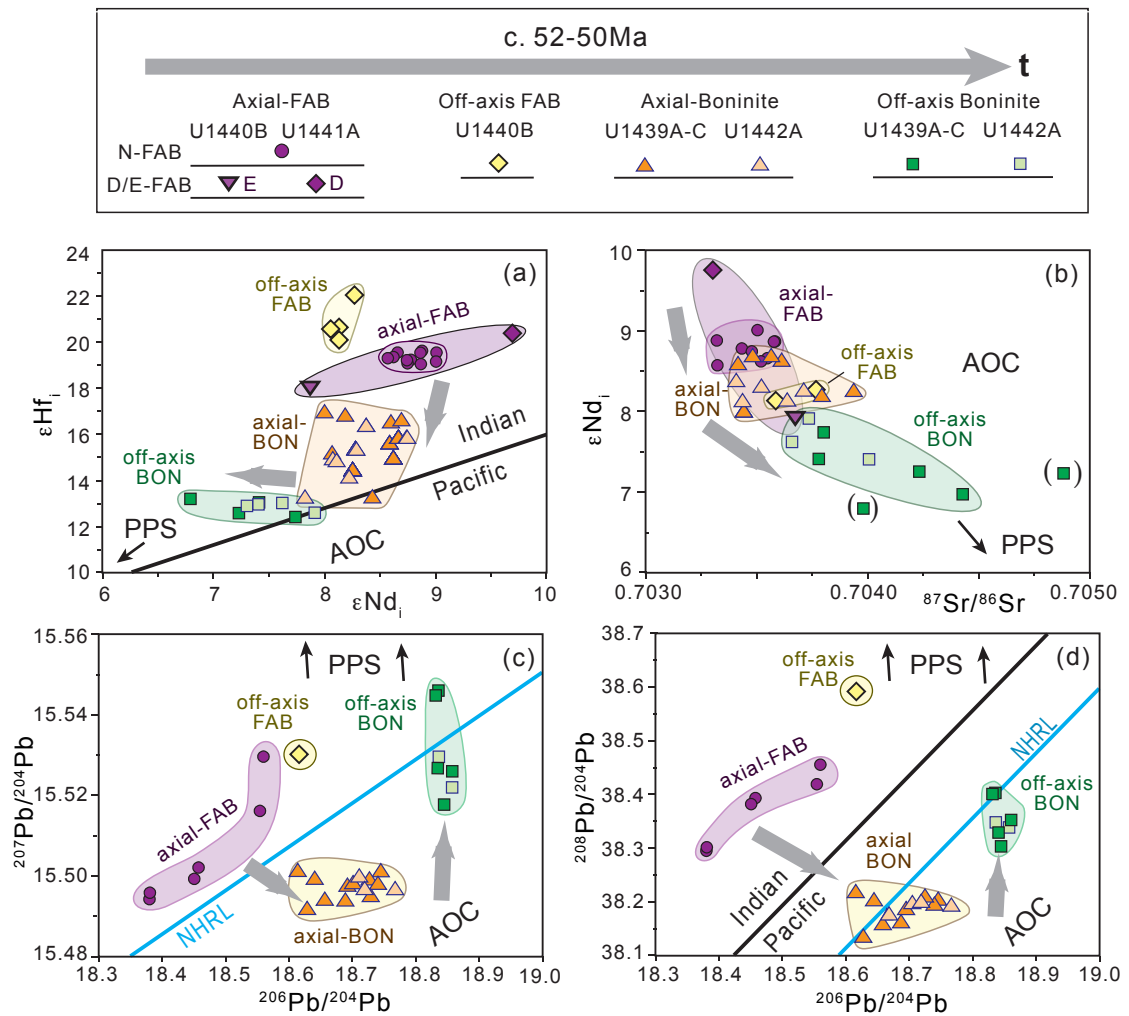 c. 52-50Ma
t
Axial-FAB Off-axis FAB Axial-Boninite Off-axis Boninite
U1440B U1441A U1440B U1439A-C U1442A U1439A-C U1442A
N-FAB
D/E-FAB E D
(a)
24
22
20
18
16
14
12
10
εHfᵢ
off-axis
FAB
axial-FAB
axial-
BON
off-axis
BON
Indian
Pacific
PPS
AOC
6 7 8 9 10
εNdᵢ
(b)
10
9
8
7
6
εNdᵢ
axial-
FAB
off-axis
FAB
AOC
axial-
BON
off-axis
BON
( )
( )
PPS
0.7030 0.7040 0.7050
⁸⁷Sr/⁸⁶Sr
(c)
15.56
15.54
15.52
15.50
15.48
²⁰⁷Pb/²⁰⁴Pb
PPS
off-axis
FAB
off-axis
BON
axial-FAB
NHRL
axial-BON
AOC
18.3 18.4 18.5 18.6 18.7 18.8 18.9 19.0
²⁰⁶Pb/²⁰⁴Pb
(d)
38.7
38.6
38.5
38.4
38.3
38.2
38.1
²⁰⁸Pb/²⁰⁴Pb
off-axis
FAB
PPS
NHRL
axial-FAB
off-axis
BON
axial
BON
Indian
Pacific
AOC
18.3 18.4 18.5 18.6 18.7 18.8 18.9 19.0
²⁰⁶Pb/²⁰⁴Pb